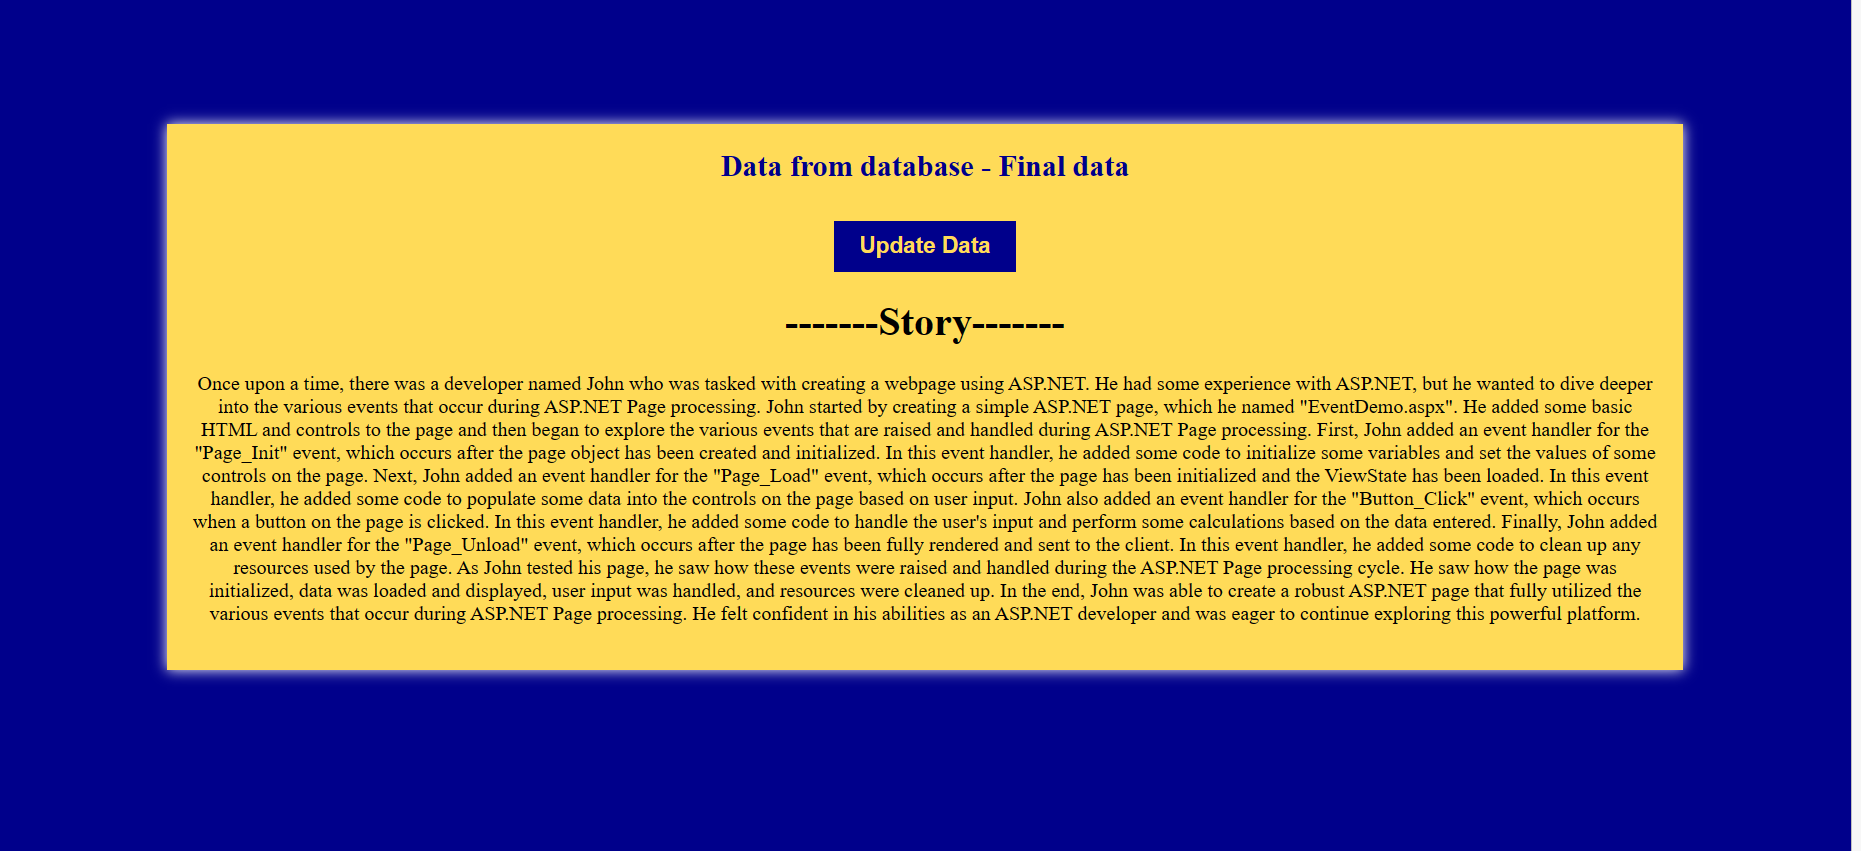 Data from database - Final data
Update Data
-------Story-------
Once upon a time, there was a developer named John who was tasked with creating a webpage using ASP.NET. He had some experience with ASP.NET, but he wanted to dive deeper
into the various events that occur during ASP.NET Page processing. John started by creating a simple ASP.NET page, which he named "EventDemo.aspx". He added some basic
HTML and controls to the page and then began to explore the various events that are raised and handled during ASP.NET Page processing. First, John added an event handler for the
"Page_Init" event, which occurs after the page object has been created and initialized. In this event handler, he added some code to initialize some variables and set the values of some
controls on the page. Next, John added an event handler for the "Page_Load" event, which occurs after the page has been initialized and the ViewState has been loaded. In this event
handler, he added some code to populate some data into the controls on the page based on user input. John also added an event handler for the "Button_Click" event, which occurs
when a button on the page is clicked. In this event handler, he added some code to handle the user's input and perform some calculations based on the data entered. Finally, John added
an event handler for the "Page_Unload" event, which occurs after the page has been fully rendered and sent to the client. In this event handler, he added some code to clean up any
resources used by the page. As John tested his page, he saw how these events were raised and handled during the ASP.NET Page processing cycle. He saw how the page was
initialized, data was loaded and displayed, user input was handled, and resources were cleaned up. In the end, John was able to create a robust ASP.NET page that fully utilized the
various events that occur during ASP.NET Page processing. He felt confident in his abilities as an ASP.NET developer and was eager to continue exploring this powerful platform.